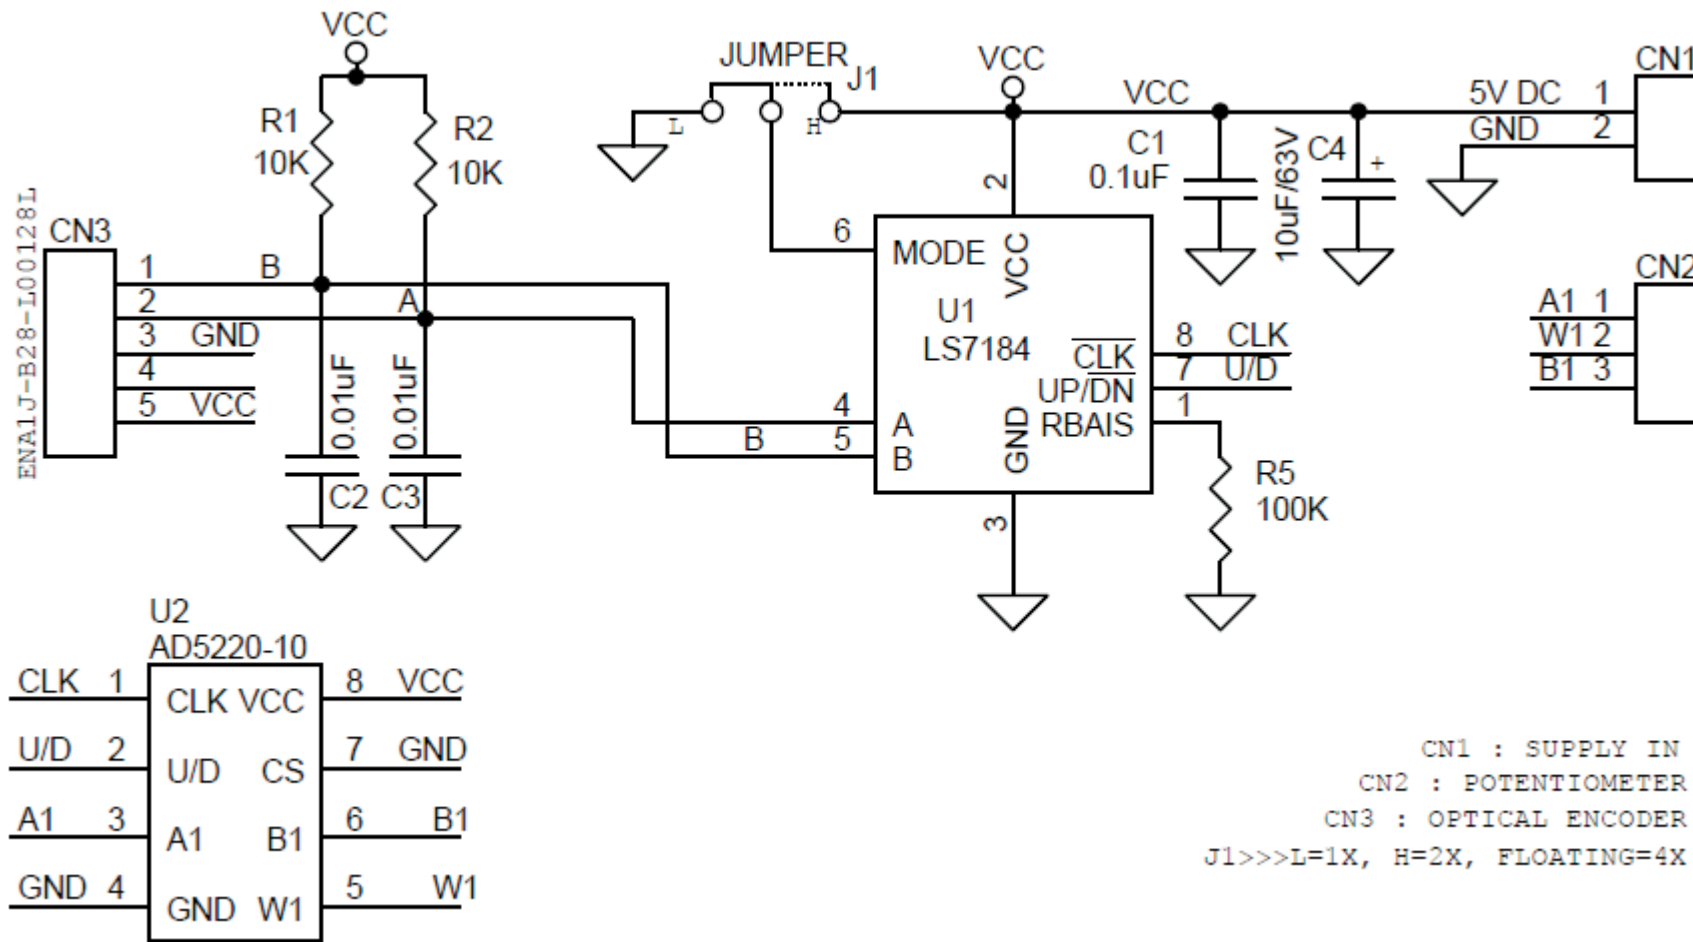 VCC
JUMPER
J1
L
H
VCC
VCC
5V DC 1
GND 2
CN1
R1
10K
R2
10K
C1
0.1uF
C4
+
10uF/63V
2
ENA1J-B28-L00128L
CN3
1 B
2 A
3 GND
4
5 VCC
6
MODE
VCC
U1
LS7184
CLK
UP/DN
RBAIS
GND
A
B
8 CLK
7 U/D
1
4
B 5
3
CN2
A1 1
W1 2
B1 3
0.01uF
0.01uF
C2
C3
R5
100K
U2
AD5220-10
CLK 1 CLK VCC 8 VCC
U/D 2 U/D CS 7 GND
A1 3 A1 B1 6 B1
GND 4 GND W1 5 W1
CN1 : SUPPLY IN
CN2 : POTENTIOMETER
CN3 : OPTICAL ENCODER
J1>>>L=1X, H=2X, FLOATING=4X